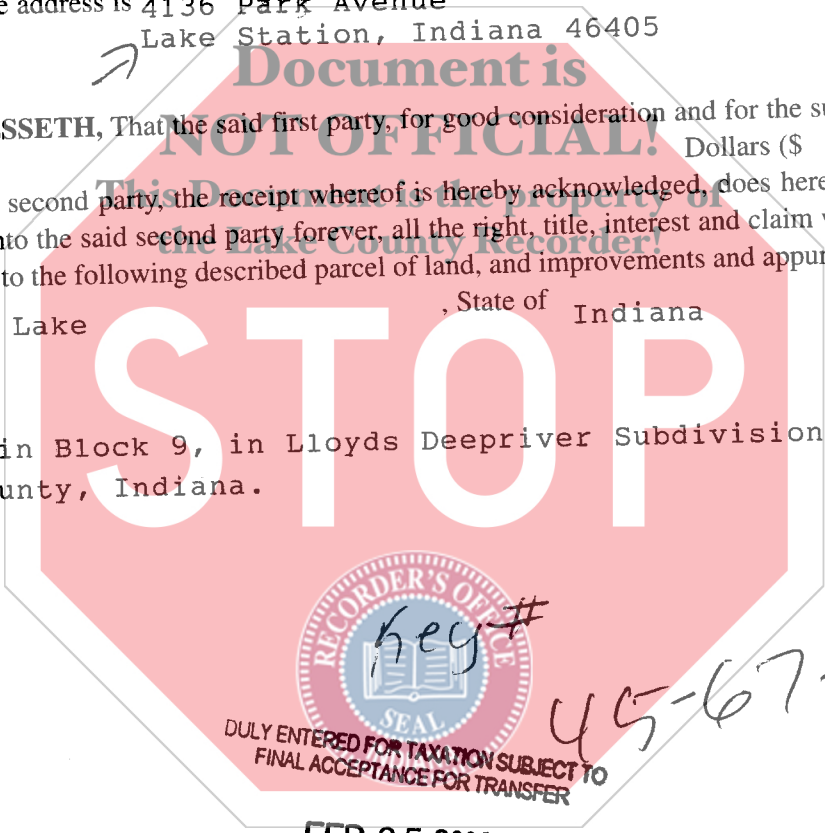 e address is 4136 Park Avenue
Lake Station, Indiana 46405
Document is
SSETH, That the said first party, for good consideration and for the su
NOT OFFICIAL!
Dollars ($
second party, the receipt whereof is hereby acknowledged, does here
This Document is the property of
nto the said second party forever, all the right, title, interest and claim
the Lake County Recorder!
to the following described parcel of land, and improvements and appur
Lake , State of Indiana
STOP
in Block 9, in Lloyds Deepriver Subdivision
unty, Indiana.
RECORDER'S OFFICE
Key#
SEAL
45-67-
DULY ENTERED FOR TAXATION SUBJECT TO
FINAL ACCEPTANCE FOR TRANSFER